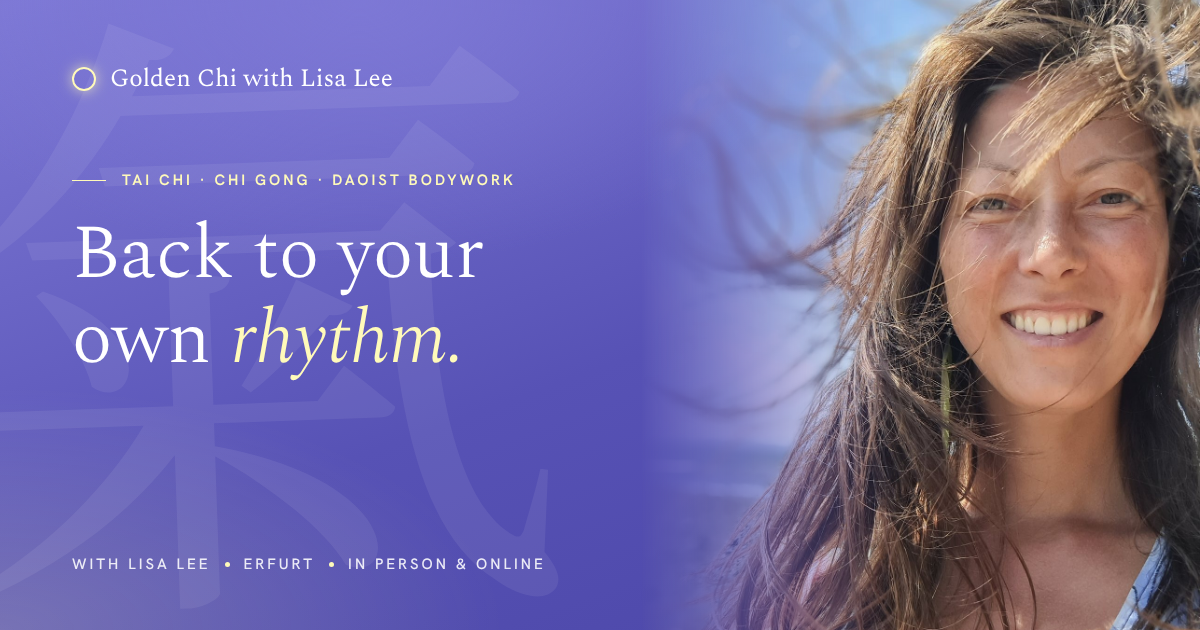 氣
Golden Chi with Lisa Lee
TAI CHI · CHI GONG · DAOIST BODYWORK
Back to your
own rhythm.
WITH LISA LEE • ERFURT • IN PERSON & ONLINE